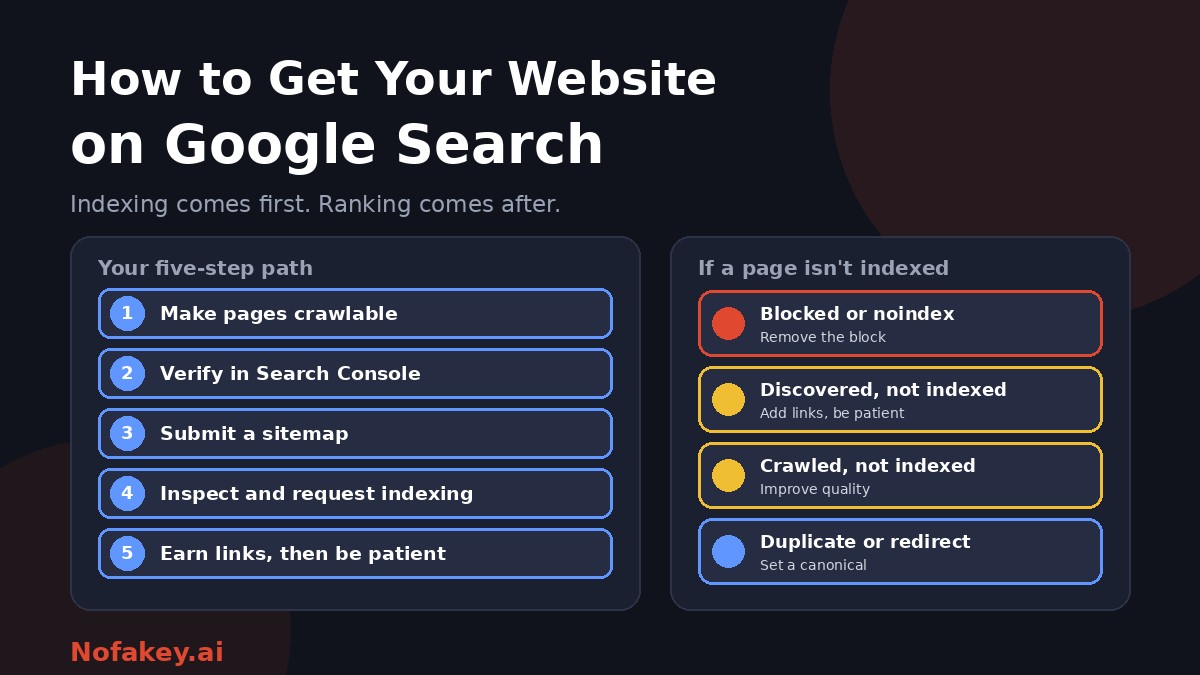 How to Get Your Website
on Google Search
Indexing comes first. Ranking comes after.
Your five-step path
1 Make pages crawlable
2 Verify in Search Console
3 Submit a sitemap
4 Inspect and request indexing
5 Earn links, then be patient
If a page isn't indexed
Blocked or noindex
Remove the block
Discovered, not indexed
Add links, be patient
Crawled, not indexed
Improve quality
Duplicate or redirect
Set a canonical
Nofakey.ai